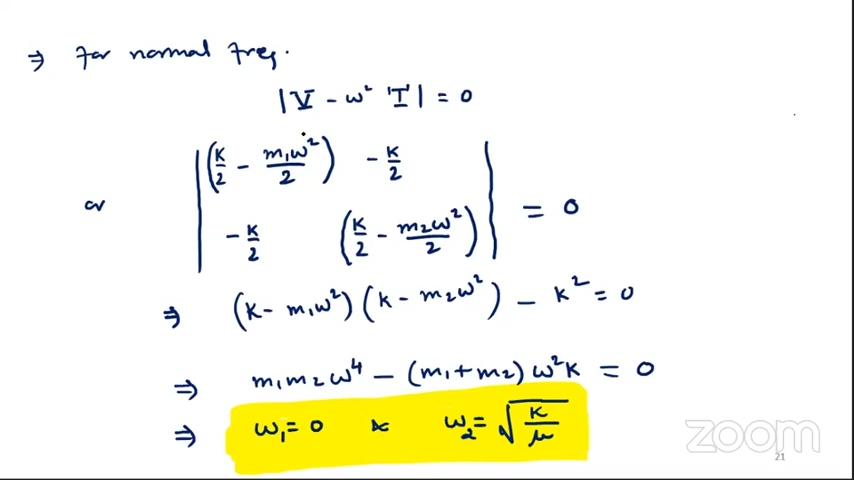 ⇒ For normal freq.
|V - ω² T| = 0
or | (K/2 - m₁ω²/2)   -K/2 |
| -K/2   (K/2 - m₂ω²/2) | = 0
⇒ (K - m₁ω²)(K - m₂ω²) - K² = 0
⇒ m₁m₂ω⁴ - (m₁+m₂)ω²K = 0
⇒ ω₁ = 0 & ω₂ = √(K/μ)
zoom
21